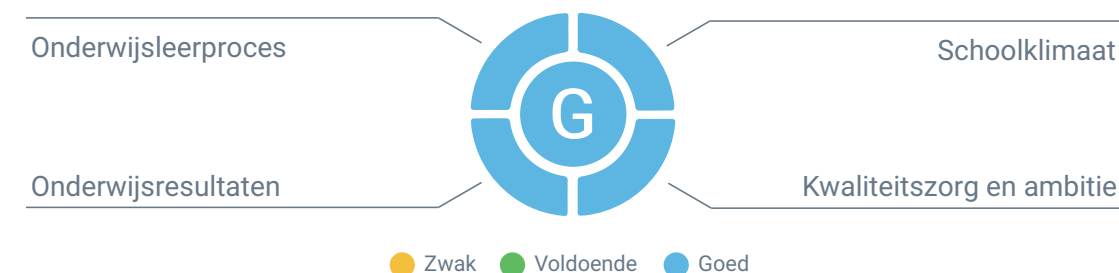 Onderwijsleerproces
Schoolklimaat
G
Onderwijsresultaten
Kwaliteitszorg en ambitie
Zwak Voldoende Goed